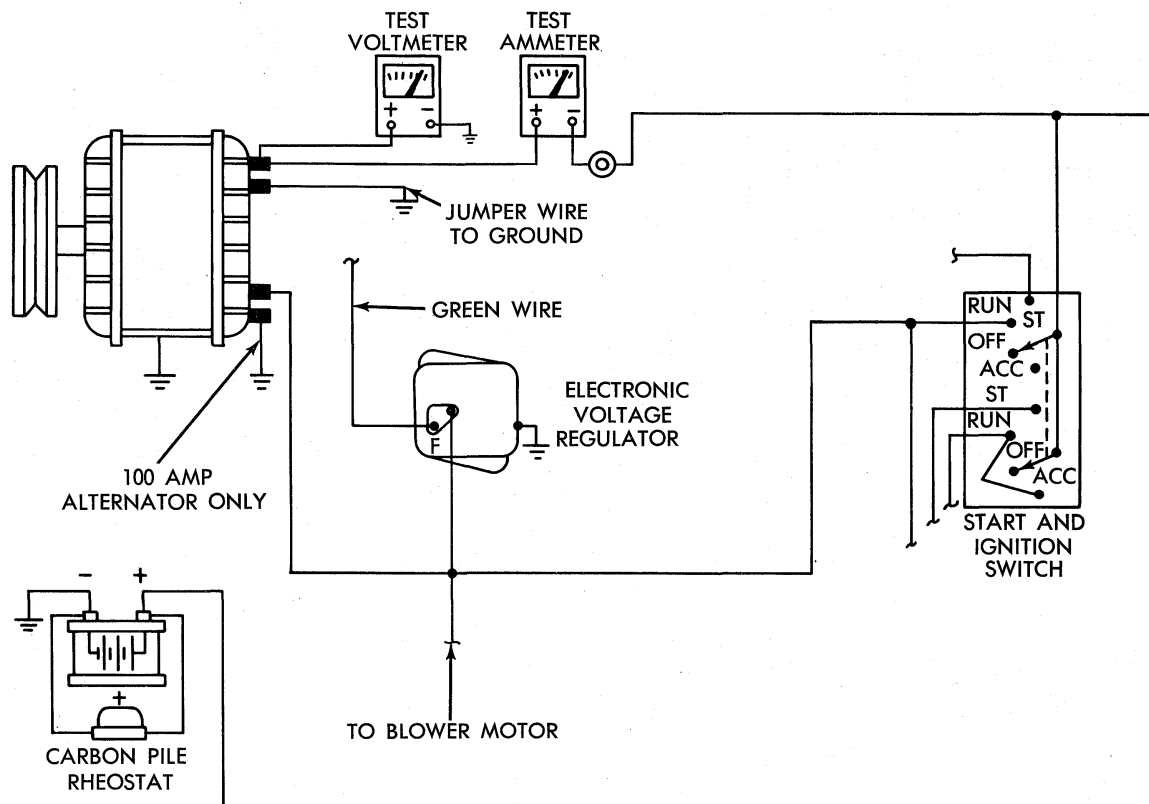 TEST
VOLTMETER
TEST
AMMETER
+ -
+ -
JUMPER WIRE
TO GROUND
GREEN WIRE
RUN
ST
OFF
ACC
ST
RUN
OFF
ACC
START AND
IGNITION
SWITCH
ELECTRONIC
VOLTAGE
REGULATOR
F
100 AMP
ALTERNATOR ONLY
- +
+
CARBON PILE
RHEOSTAT
TO BLOWER MOTOR